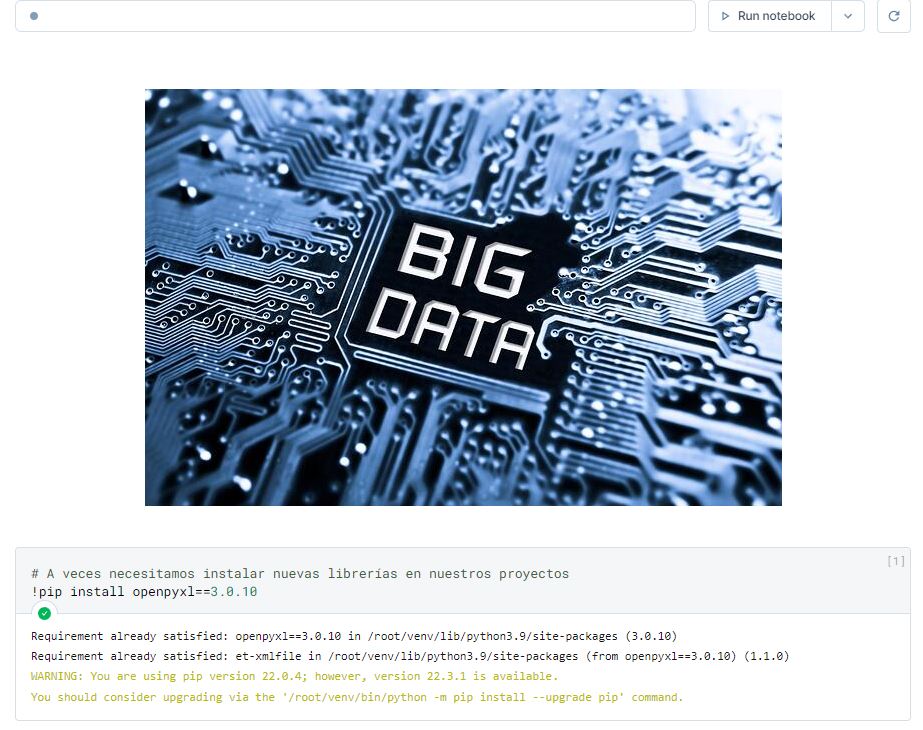 Run notebook
BIG
DATA
[1]
# A veces necesitamos instalar nuevas librerías en nuestros proyectos
!pip install openpyxl==3.0.10
Requirement already satisfied: openpyxl==3.0.10 in /root/venv/lib/python3.9/site-packages (3.0.10)
Requirement already satisfied: et-xmlfile in /root/venv/lib/python3.9/site-packages (from openpyxl==3.0.10) (1.1.0)
WARNING: You are using pip version 22.0.4; however, version 22.3.1 is available.
You should consider upgrading via the '/root/venv/bin/python -m pip install --upgrade pip' command.